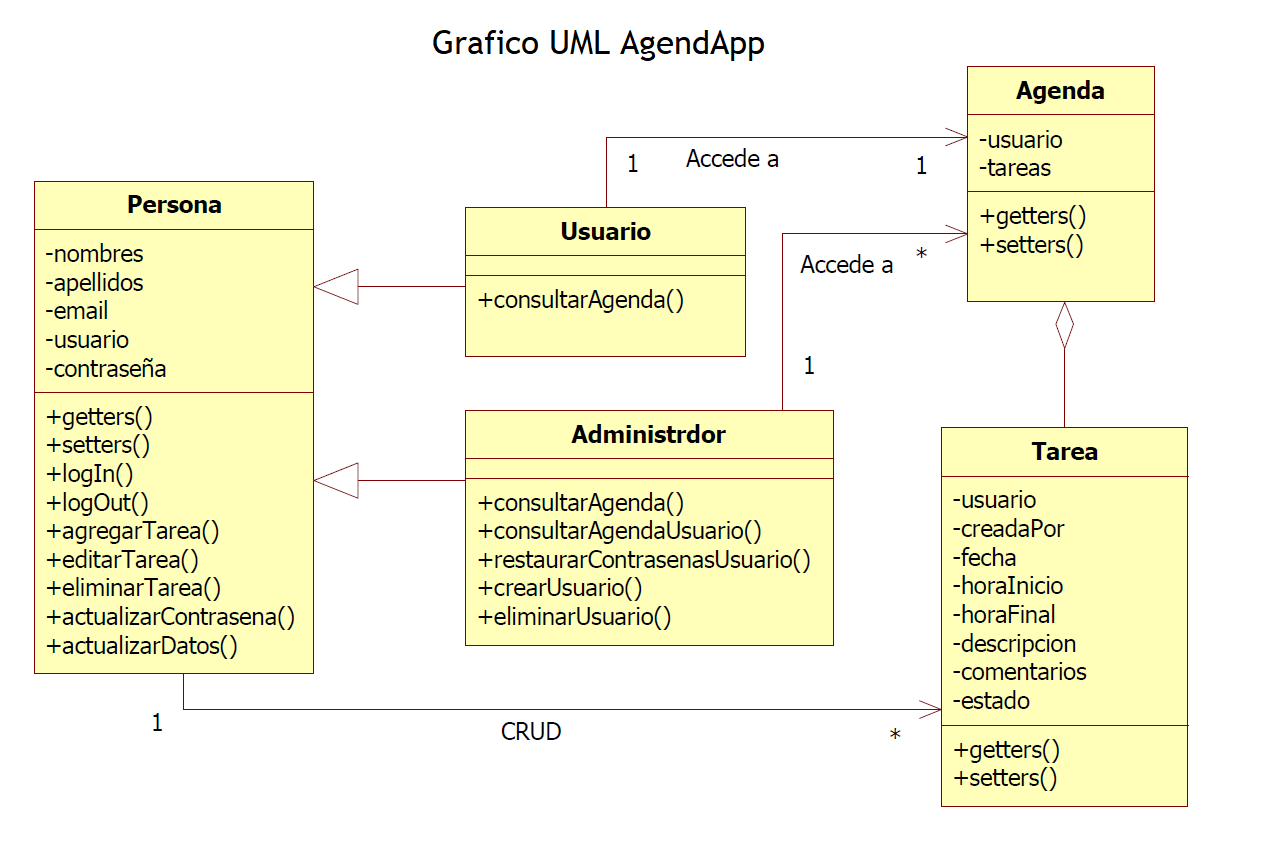 Grafico UML AgendApp
Persona
-nombres
-apellidos
-email
-usuario
-contraseña
+getters()
+setters()
+logIn()
+logOut()
+agregarTarea()
+editarTarea()
+eliminarTarea()
+actualizarContrasena()
+actualizarDatos()
Usuario
+consultarAgenda()
Administrdor
+consultarAgenda()
+consultarAgendaUsuario()
+restaurarContrasenasUsuario()
+crearUsuario()
+eliminarUsuario()
1
Accede a
1
Accede a
*
1
Agenda
-usuario
-tareas
+getters()
+setters()
Tarea
-usuario
-creadaPor
-fecha
-horaInicio
-horaFinal
-descripcion
-comentarios
-estado
+getters()
+setters()
1
CRUD
*